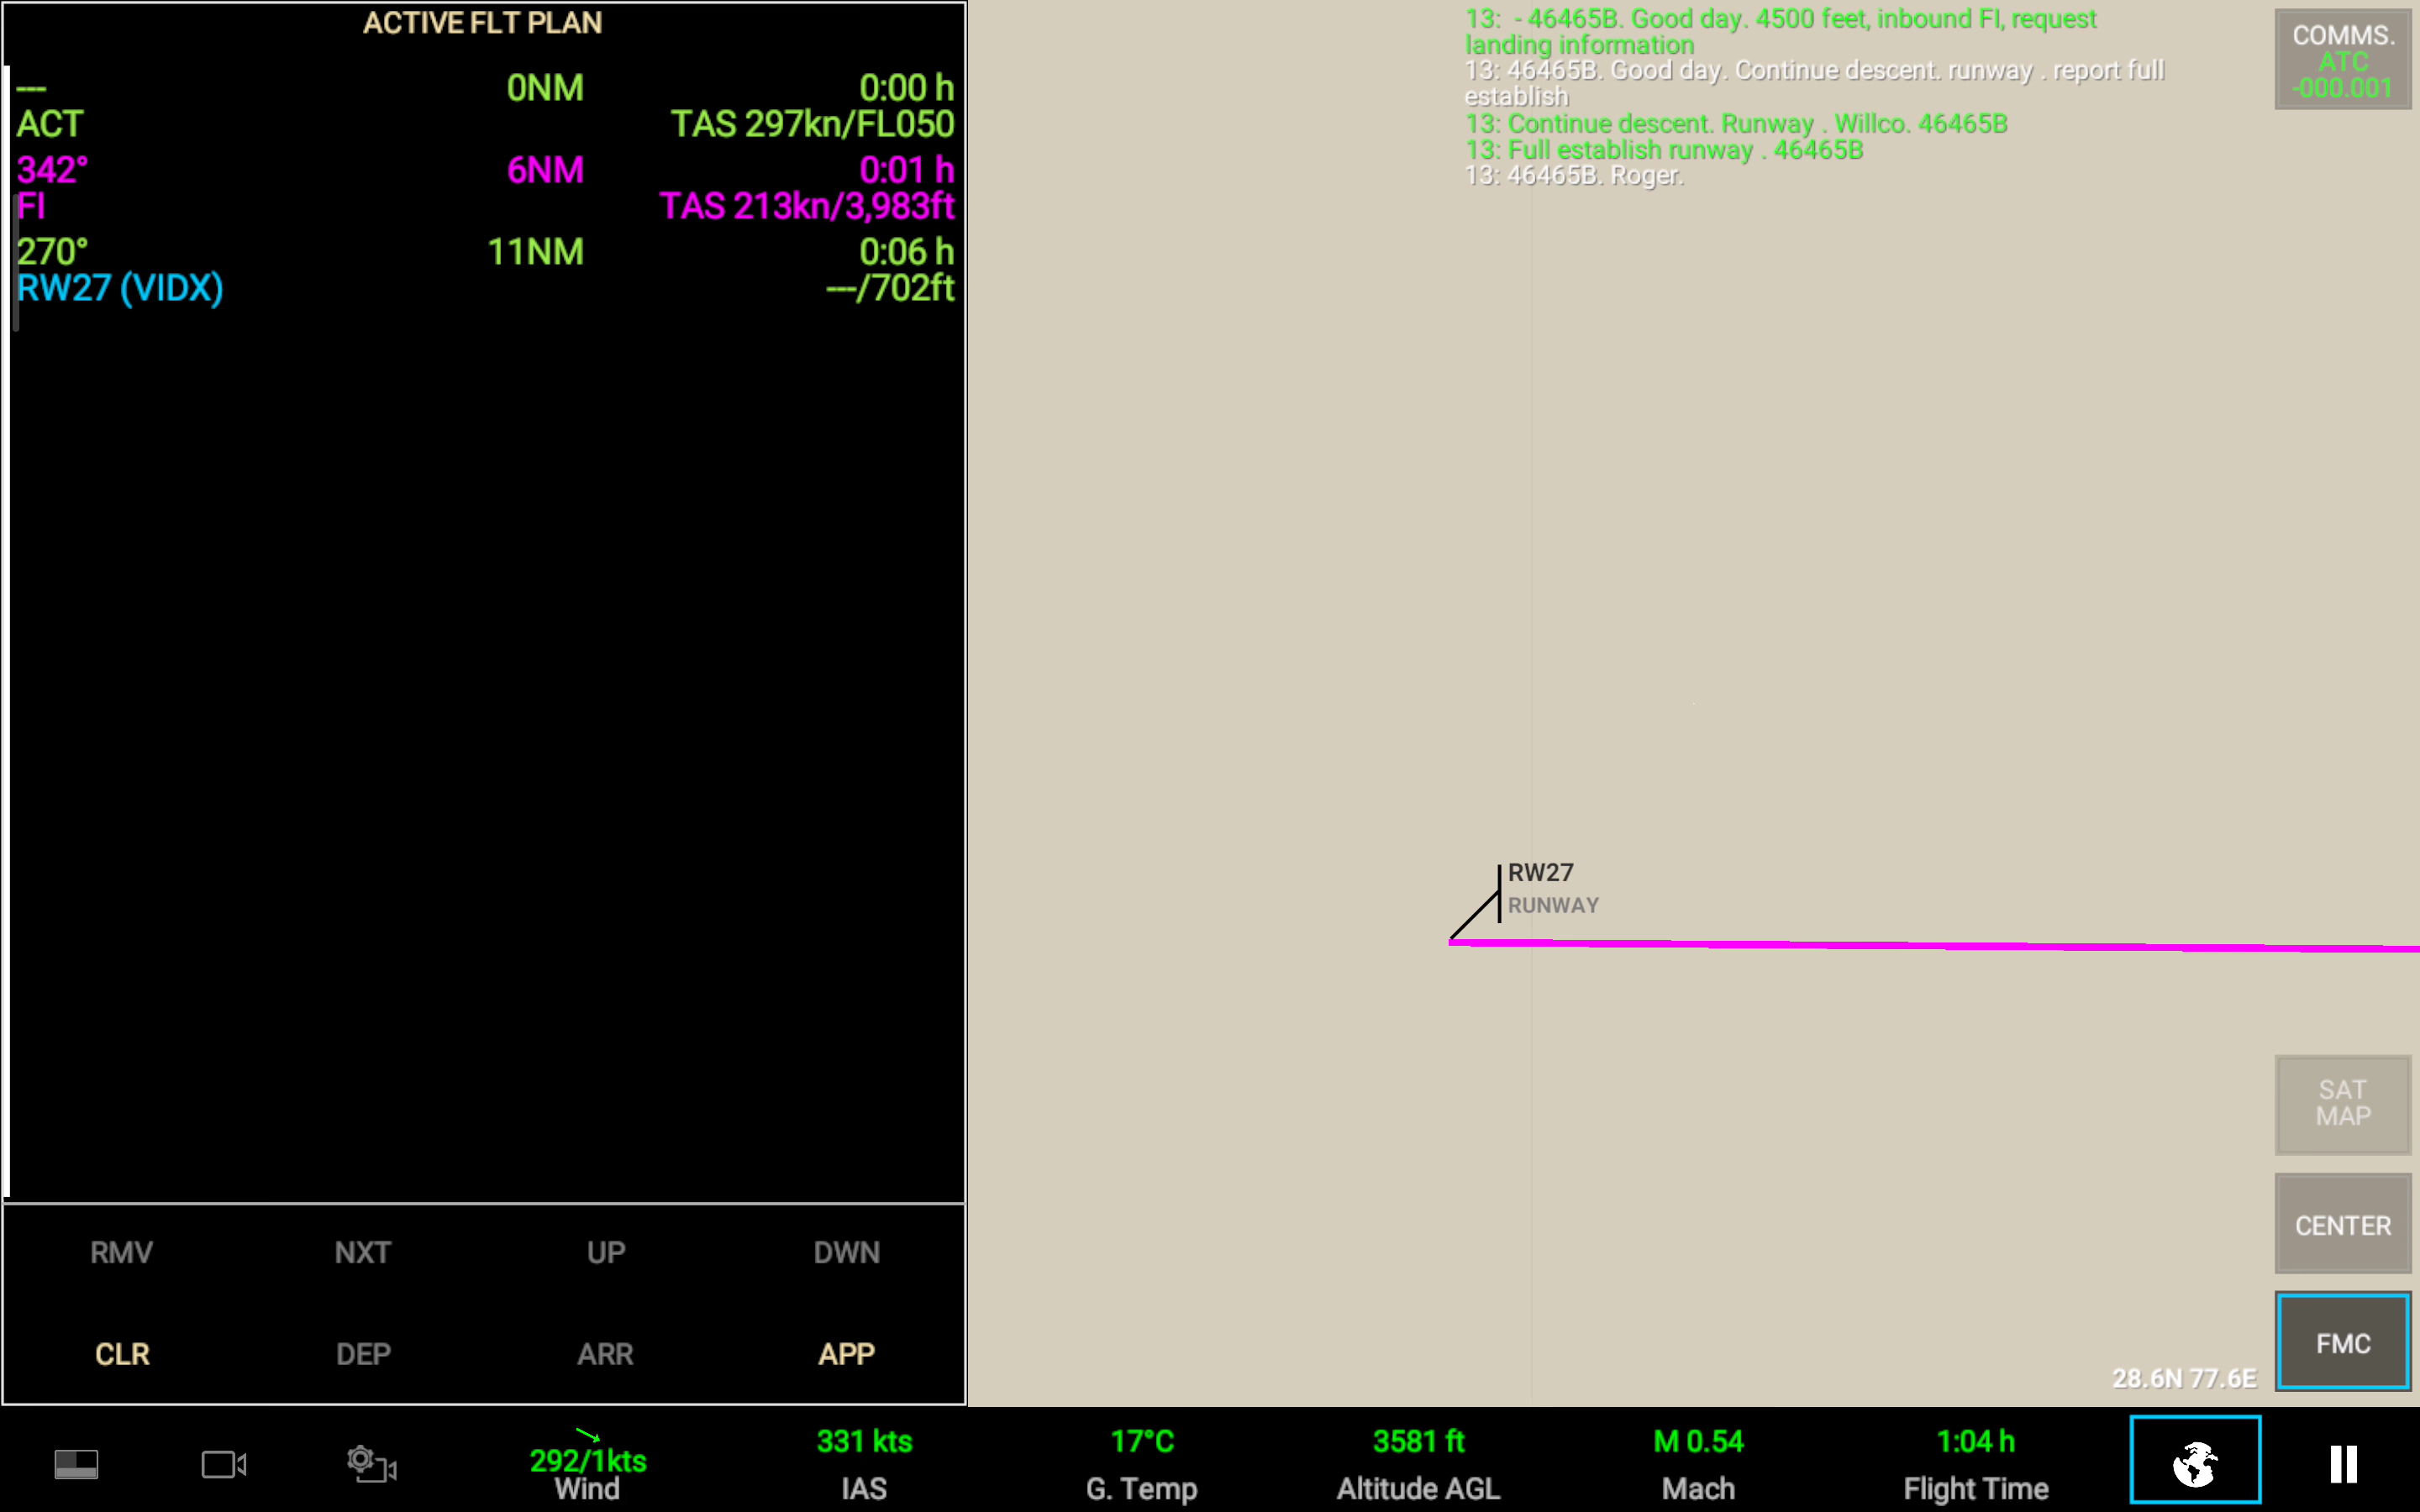 ACTIVE FLT PLAN
--- 0NM 0:00 h
ACT TAS 297kn/FL050
342° 6NM 0:01 h
FI TAS 213kn/3,983ft
270° 11NM 0:06 h
RW27 (VIDX) ---/702ft
RMV NXT UP DWN
CLR DEP ARR APP
13: - 46465B. Good day. 4500 feet, inbound FI, request
landing information
13: 46465B. Good day. Continue descent. runway . report full
establish
13: Continue descent. Runway . Willco. 46465B
13: Full establish runway . 46465B
13: 46465B. Roger.
COMMS.
ATC
-000.001
RW27
RUNWAY
SAT
MAP
CENTER
FMC
28.6N 77.6E
292/1kts
Wind
331 kts
IAS
17°C
G. Temp
3581 ft
Altitude AGL
M 0.54
Mach
1:04 h
Flight Time